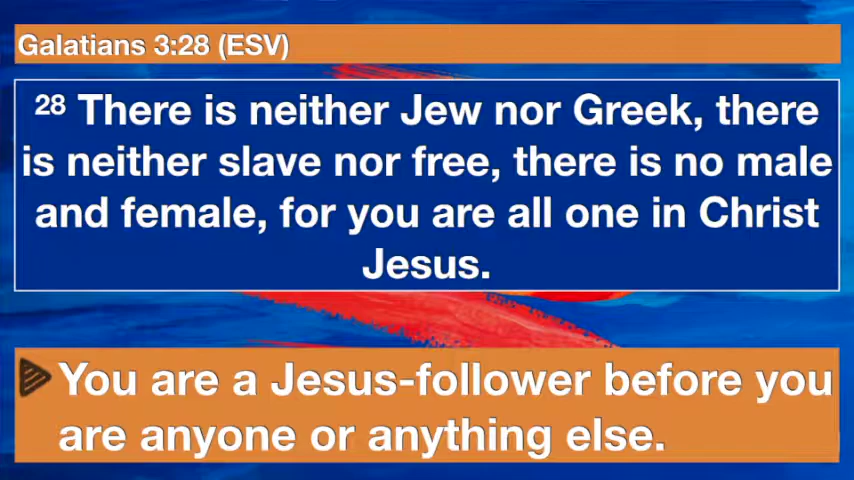 Galatians 3:28 (ESV)
28 There is neither Jew nor Greek, there
is neither slave nor free, there is no male
and female, for you are all one in Christ
Jesus.
You are a Jesus-follower before you
are anyone or anything else.